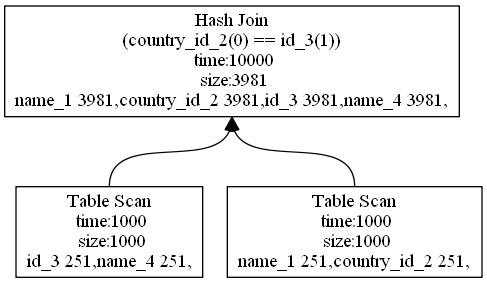 Hash Join
(country_id_2(0) == id_3(1))
time:10000
size:3981
name_1 3981,country_id_2 3981,id_3 3981,name_4 3981,
Table Scan
time:1000
size:1000
id_3 251,name_4 251,
Table Scan
time:1000
size:1000
name_1 251,country_id_2 251,